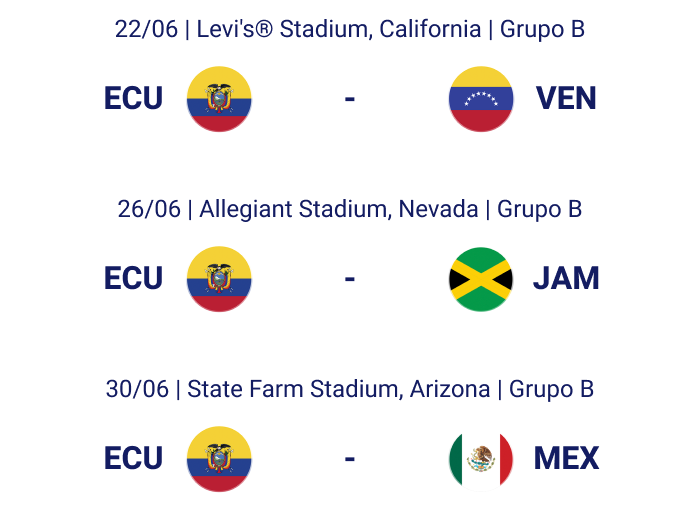 22/06 | Levi's® Stadium, California | Grupo B
ECU - VEN
26/06 | Allegiant Stadium, Nevada | Grupo B
ECU - JAM
30/06 | State Farm Stadium, Arizona | Grupo B
ECU - MEX